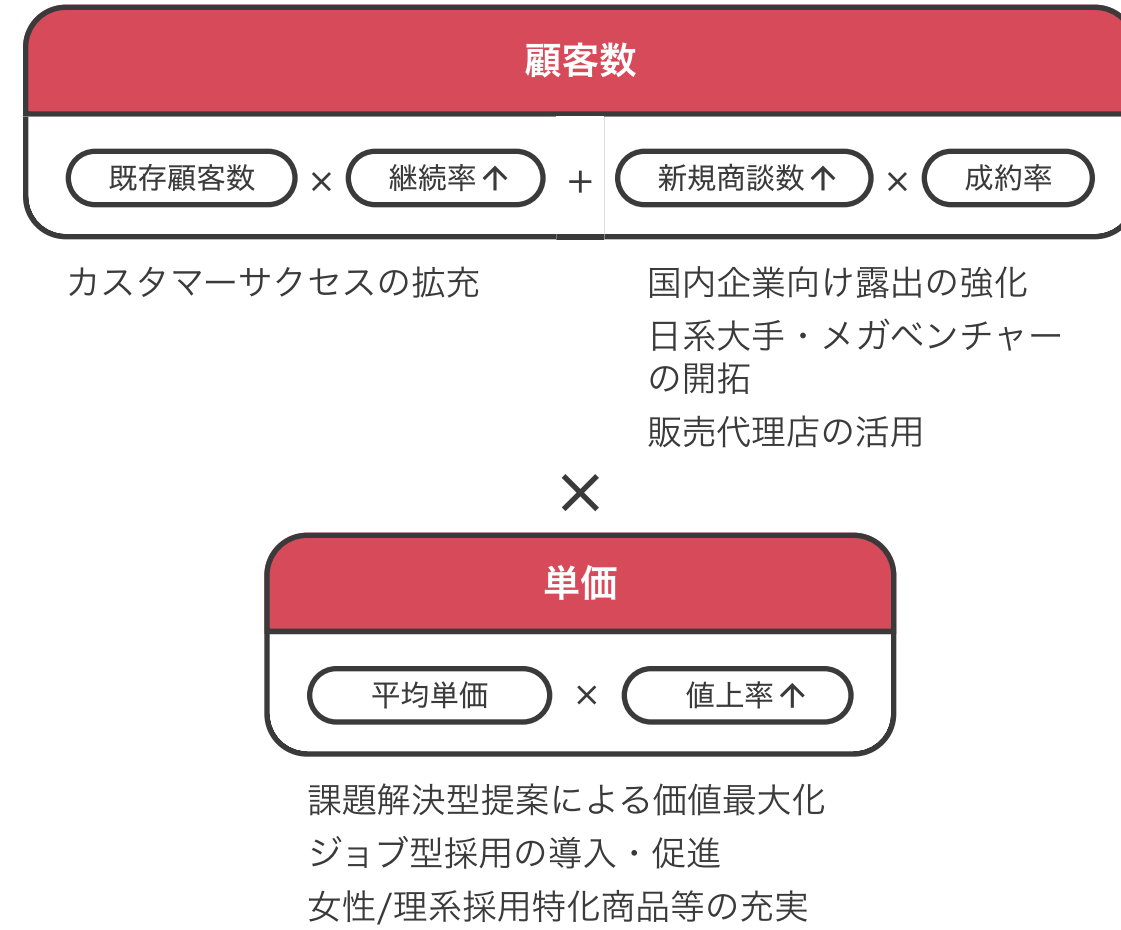 顧客数
既存顧客数 × 継続率↑ + 新規商談数↑ × 成約率
カスタマーサクセスの拡充
国内企業向け露出の強化
日系大手・メガベンチャー
の開拓
販売代理店の活用
×
単価
平均単価 × 値上率↑
課題解決型提案による価値最大化
ジョブ型採用の導入・促進
女性/理系採用特化商品等の充実